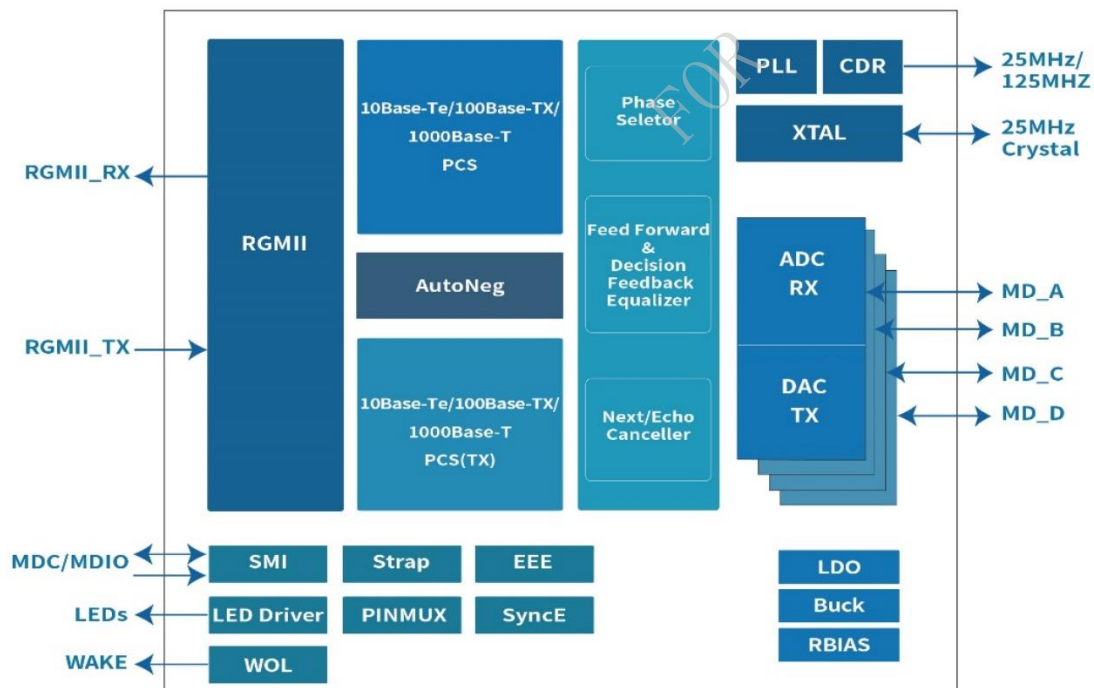 RGMII_RX
RGMII_TX
RGMII
10Base-Te/100Base-TX/
1000Base-T
PCS
AutoNeg
10Base-Te/100Base-TX/
1000Base-T
PCS(TX)
Phase
Seletor
Feed Forward
&
Decision
Feedback
Equalizer
Next/Echo
Canceller
FOR
PLL
CDR
25MHz/
125MHZ
XTAL
25MHz
Crystal
ADC
RX
DAC
TX
MD_A
MD_B
MD_C
MD_D
MDC/MDIO
SMI
Strap
EEE
LEDs
LED Driver
PINMUX
SyncE
WAKE
WOL
LDO
Buck
RBIAS